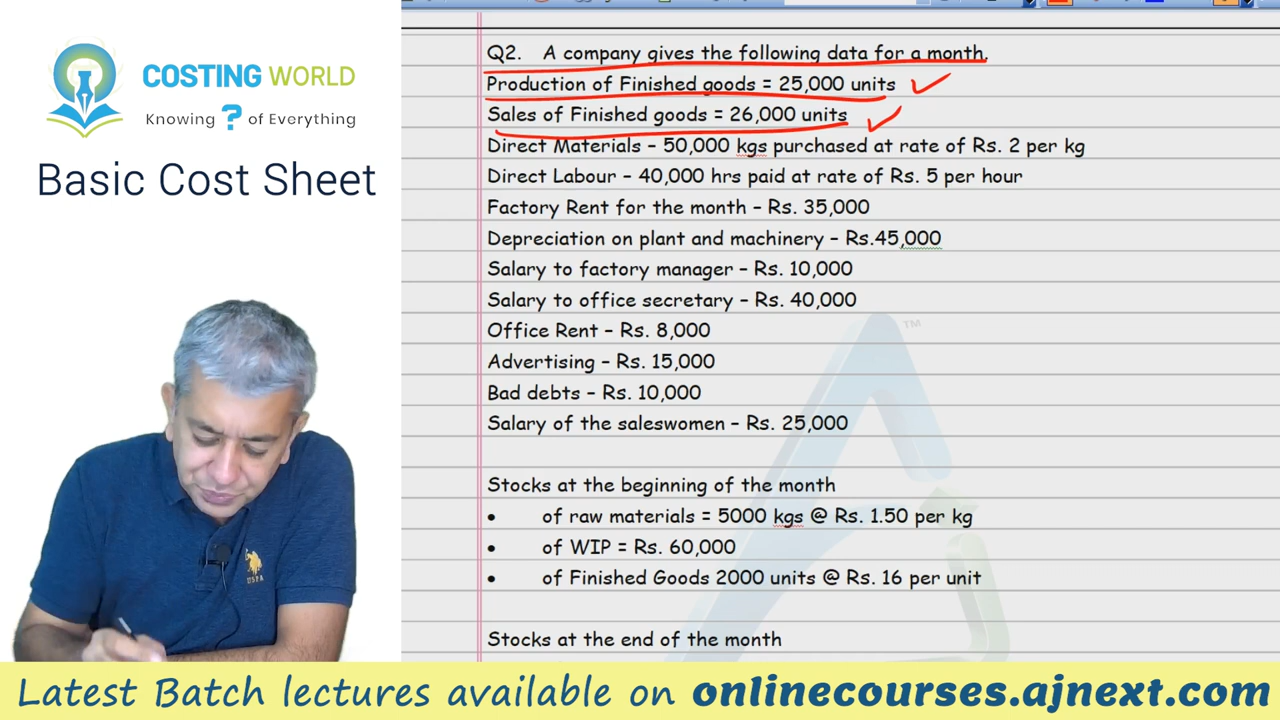 COSTING WORLD
Knowing ? of Everything
Basic Cost Sheet
Q2. A company gives the following data for a month.
Production of Finished goods = 25,000 units
Sales of Finished goods = 26,000 units
Direct Materials – 50,000 kgs purchased at rate of Rs. 2 per kg
Direct Labour – 40,000 hrs paid at rate of Rs. 5 per hour
Factory Rent for the month – Rs. 35,000
Depreciation on plant and machinery – Rs.45,000
Salary to factory manager – Rs. 10,000
Salary to office secretary – Rs. 40,000
Office Rent – Rs. 8,000
Advertising – Rs. 15,000
Bad debts – Rs. 10,000
Salary of the saleswomen – Rs. 25,000
Stocks at the beginning of the month
• of raw materials = 5000 kgs @ Rs. 1.50 per kg
• of WIP = Rs. 60,000
• of Finished Goods 2000 units @ Rs. 16 per unit
Stocks at the end of the month
TM
USPA
Latest Batch lectures available on onlinecourses.ajnext.com